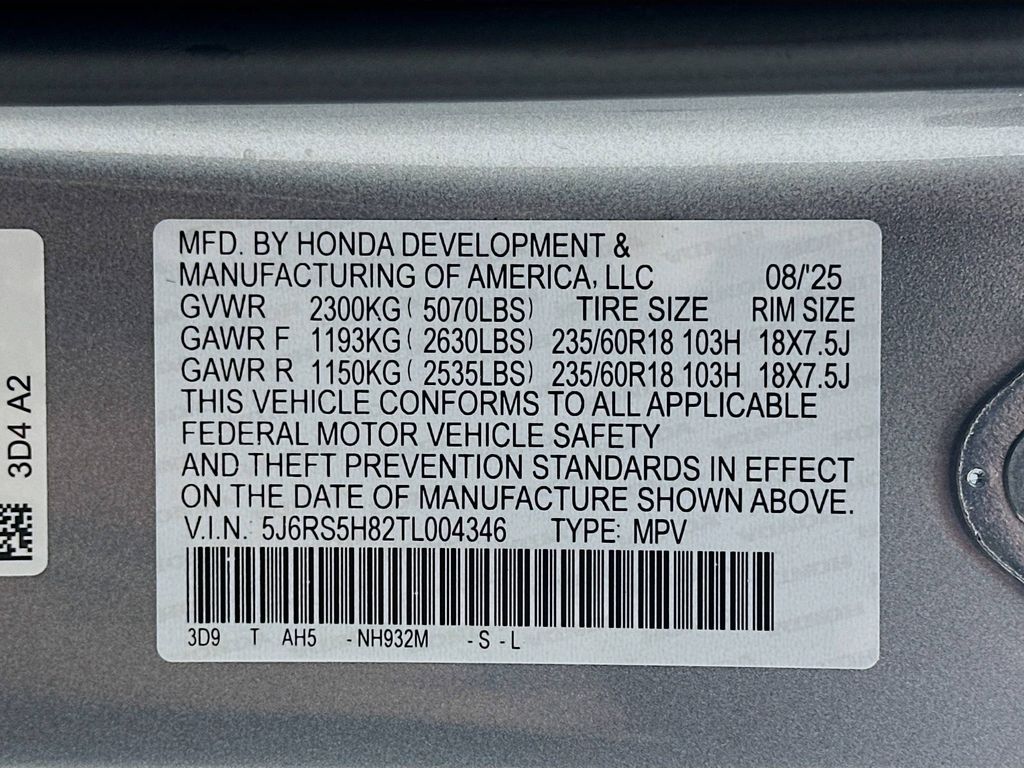 MFD. BY HONDA DEVELOPMENT &
MANUFACTURING OF AMERICA, LLC 08/'25
GVWR 2300KG ( 5070LBS) TIRE SIZE RIM SIZE
GAWR F 1193KG ( 2630LBS) 235/60R18 103H 18X7.5J
GAWR R 1150KG ( 2535LBS) 235/60R18 103H 18X7.5J
THIS VEHICLE CONFORMS TO ALL APPLICABLE
FEDERAL MOTOR VEHICLE SAFETY
AND THEFT PREVENTION STANDARDS IN EFFECT
ON THE DATE OF MANUFACTURE SHOWN ABOVE.
V.I.N.: 5J6RS5H82TL004346 TYPE: MPV
3D9 T AH5 - NH932M - S - L
3D4 A2